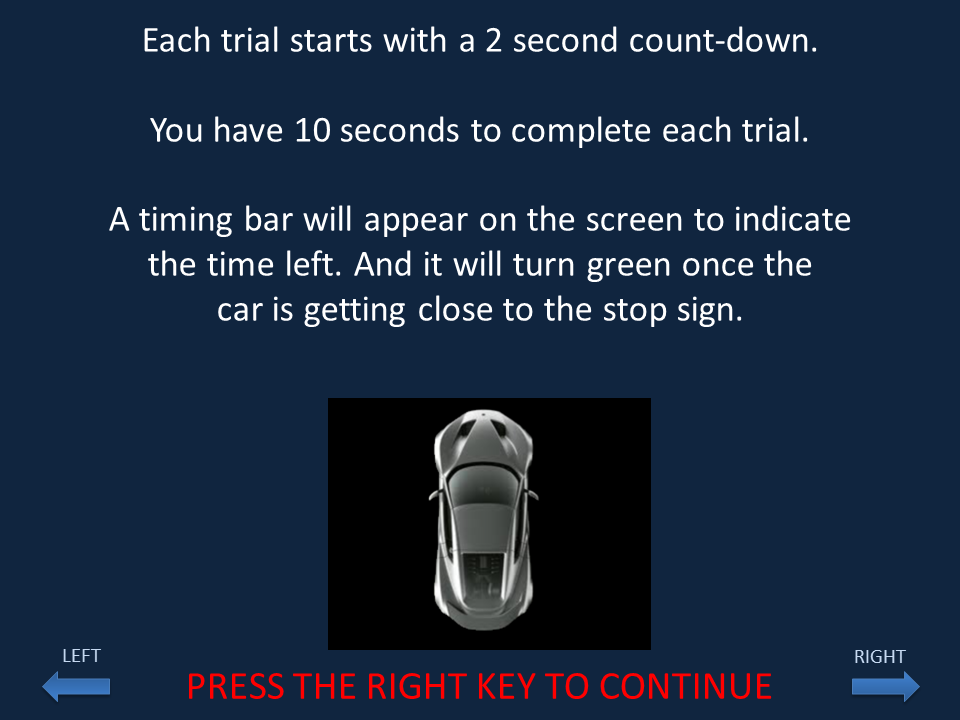 Each trial starts with a 2 second count-down.
You have 10 seconds to complete each trial.
A timing bar will appear on the screen to indicate
the time left. And it will turn green once the
car is getting close to the stop sign.
LEFT
RIGHT
PRESS THE RIGHT KEY TO CONTINUE